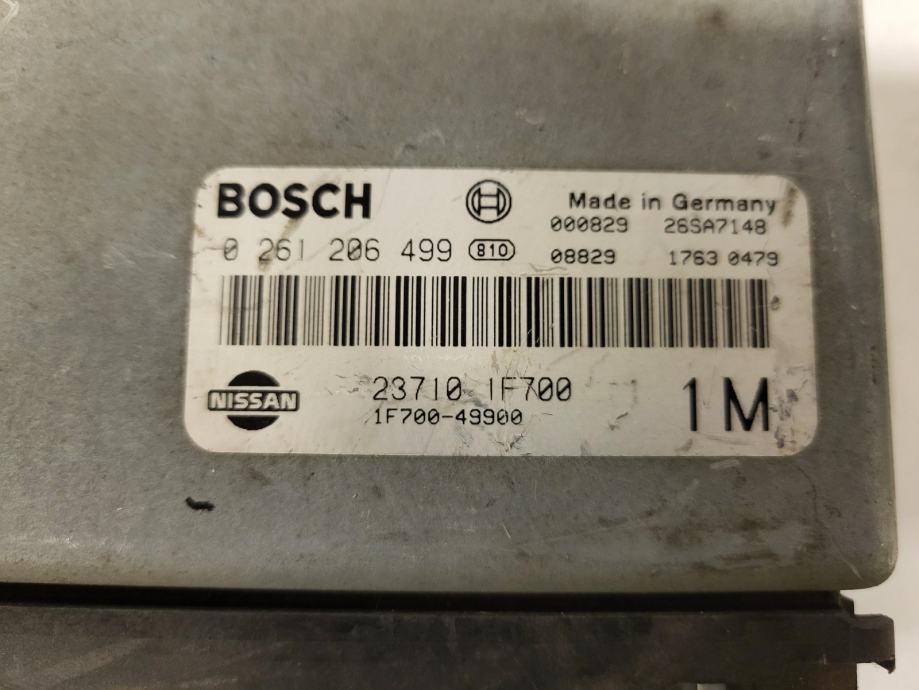 BOSCH
Made in Germany
000829 26SA7148
0 261 206 499 810
08829 1763 0479
NISSAN
23710 1F700
1F700-49900
1M